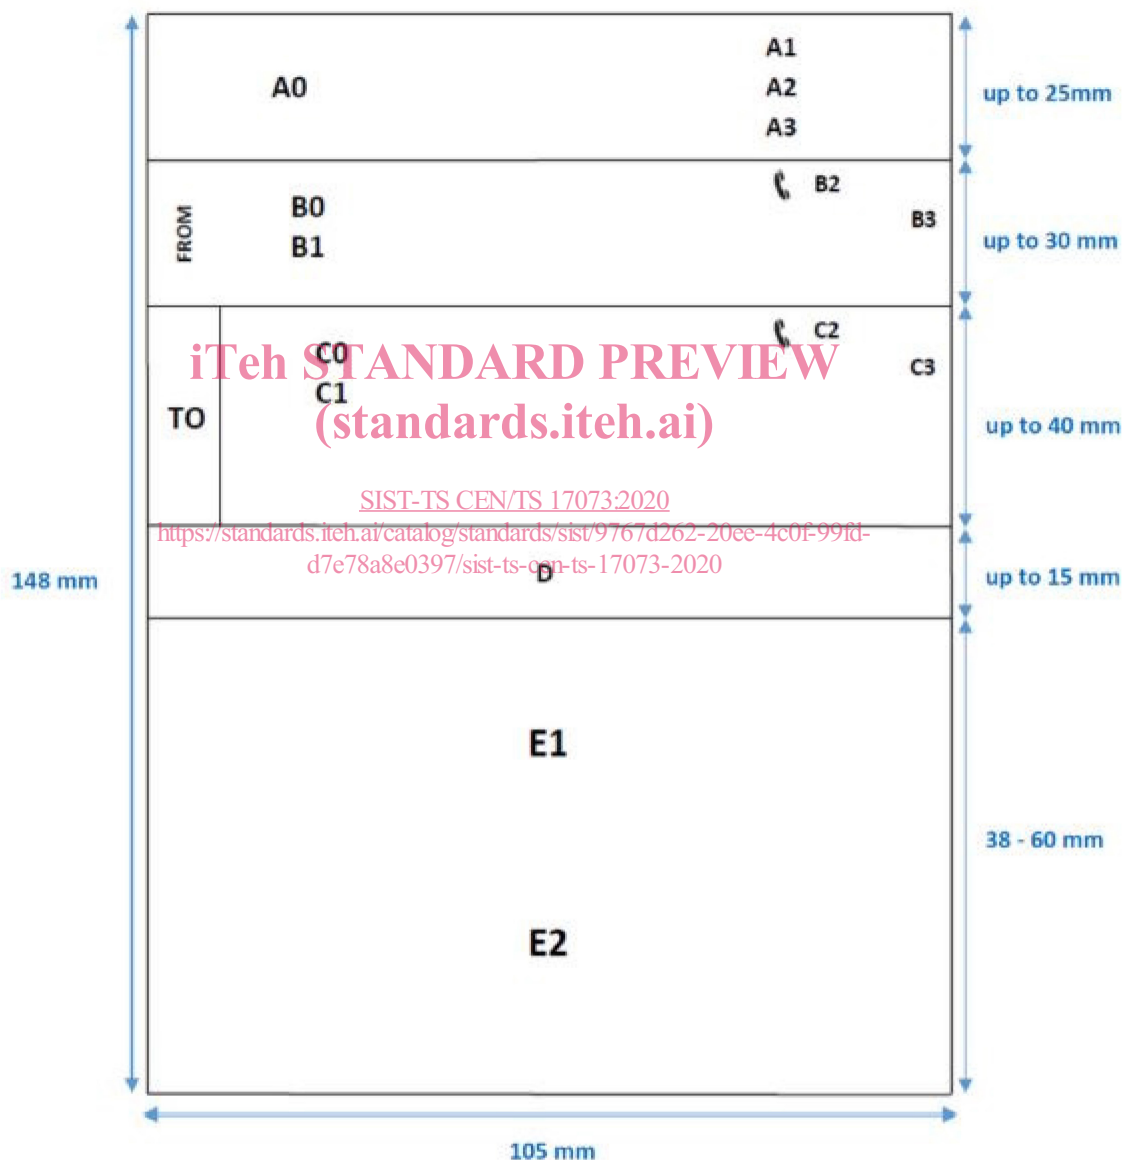 A1
A0
A2
up to 25mm
A3
B2
FROM
B0
B3
B1
up to 30 mm
C2
iTeh STANDARD PREVIEW
C0
C3
C1
TO
(standards.iteh.ai)
up to 40 mm
SIST-TS CEN/TS 17073:2020
https://standards.iteh.ai/catalog/standards/sist/9767d262-20ee-4c0f-99fd-
d7e78a8e0397/sist-ts-cen-ts-17073-2020
D
148 mm
up to 15 mm
E1
38 - 60 mm
E2
105 mm